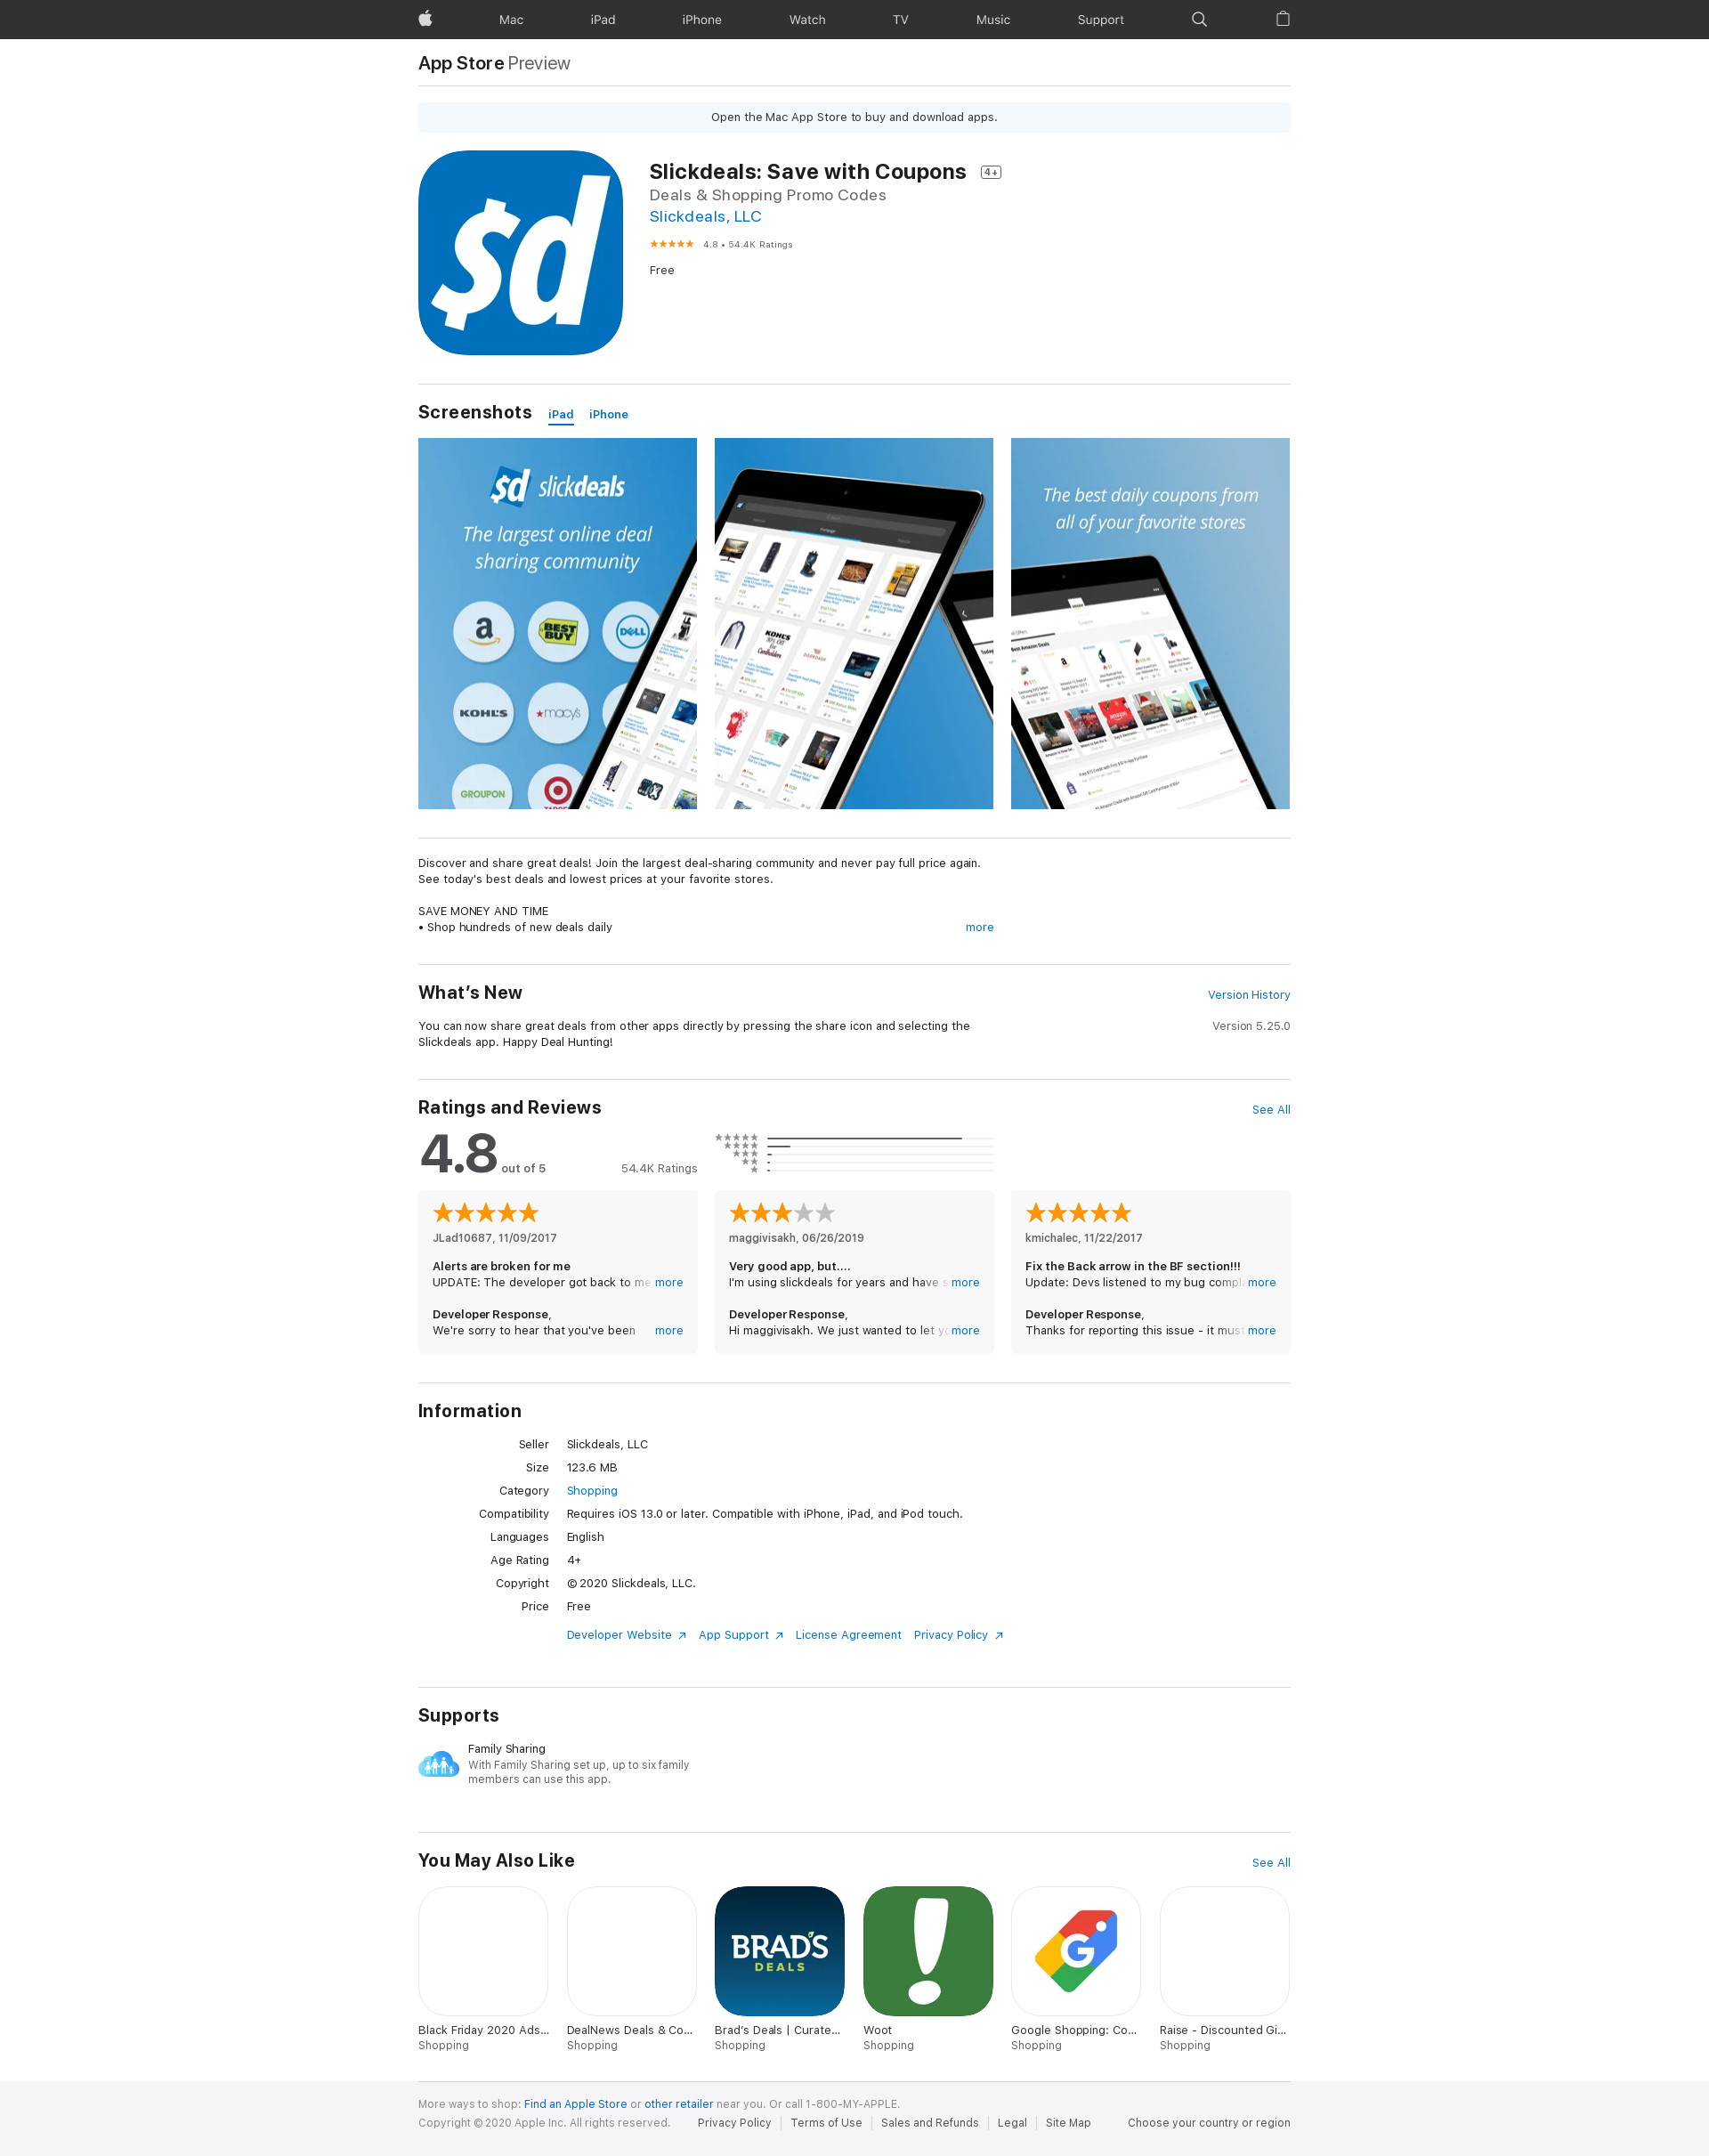 Mac
iPad
iPhone
Watch
TV
Music
Support
App Store Preview
Open the Mac App Store to buy and download apps.
$d
Slickdeals: Save with Coupons 4+
Deals & Shopping Promo Codes
Slickdeals, LLC
4.8 • 54.4K Ratings
Free
Screenshots iPad iPhone
$d slickdeals
The largest online deal
sharing community
a
BEST BUY
DELL
KOHL'S
macy's
GROUPON
KOHL'S
The best daily coupons from
all of your favorite stores
Discover and share great deals! Join the largest deal-sharing community and never pay full price again.
See today's best deals and lowest prices at your favorite stores.
SAVE MONEY AND TIME
• Shop hundreds of new deals daily
more
What's New
Version History
You can now share great deals from other apps directly by pressing the share icon and selecting the
Slickdeals app. Happy Deal Hunting!
Version 5.25.0
Ratings and Reviews
See All
4.8 out of 5
54.4K Ratings
JLad10687, 11/09/2017
Alerts are broken for me
UPDATE: The developer got back to me more
Developer Response,
We're sorry to hear that you've been more
maggivisakh, 06/26/2019
Very good app, but....
I'm using slickdeals for years and have more
Developer Response,
Hi maggivisakh. We just wanted to let more
kmichalec, 11/22/2017
Fix the Back arrow in the BF section!!!
Update: Devs listened to my bug more
Developer Response,
Thanks for reporting this issue - it must more
Information
Seller Slickdeals, LLC
Size 123.6 MB
Category Shopping
Compatibility Requires iOS 13.0 or later. Compatible with iPhone, iPad, and iPod touch.
Languages English
Age Rating 4+
Copyright © 2020 Slickdeals, LLC.
Price Free
Developer Website App Support License Agreement Privacy Policy
Supports
Family Sharing
With Family Sharing set up, up to six family
members can use this app.
You May Also Like
See All
BRAD'S
DEALS
G
Black Friday 2020 Ads...
Shopping
DealNews Deals & Co...
Shopping
Brad's Deals | Curate...
Shopping
Woot
Shopping
Google Shopping: Co...
Shopping
Raise - Discounted Gi...
Shopping
More ways to shop: Find an Apple Store or other retailer near you. Or call 1-800-MY-APPLE.
Copyright © 2020 Apple Inc. All rights reserved.
Privacy Policy
Terms of Use
Sales and Refunds
Legal
Site Map
Choose your country or region